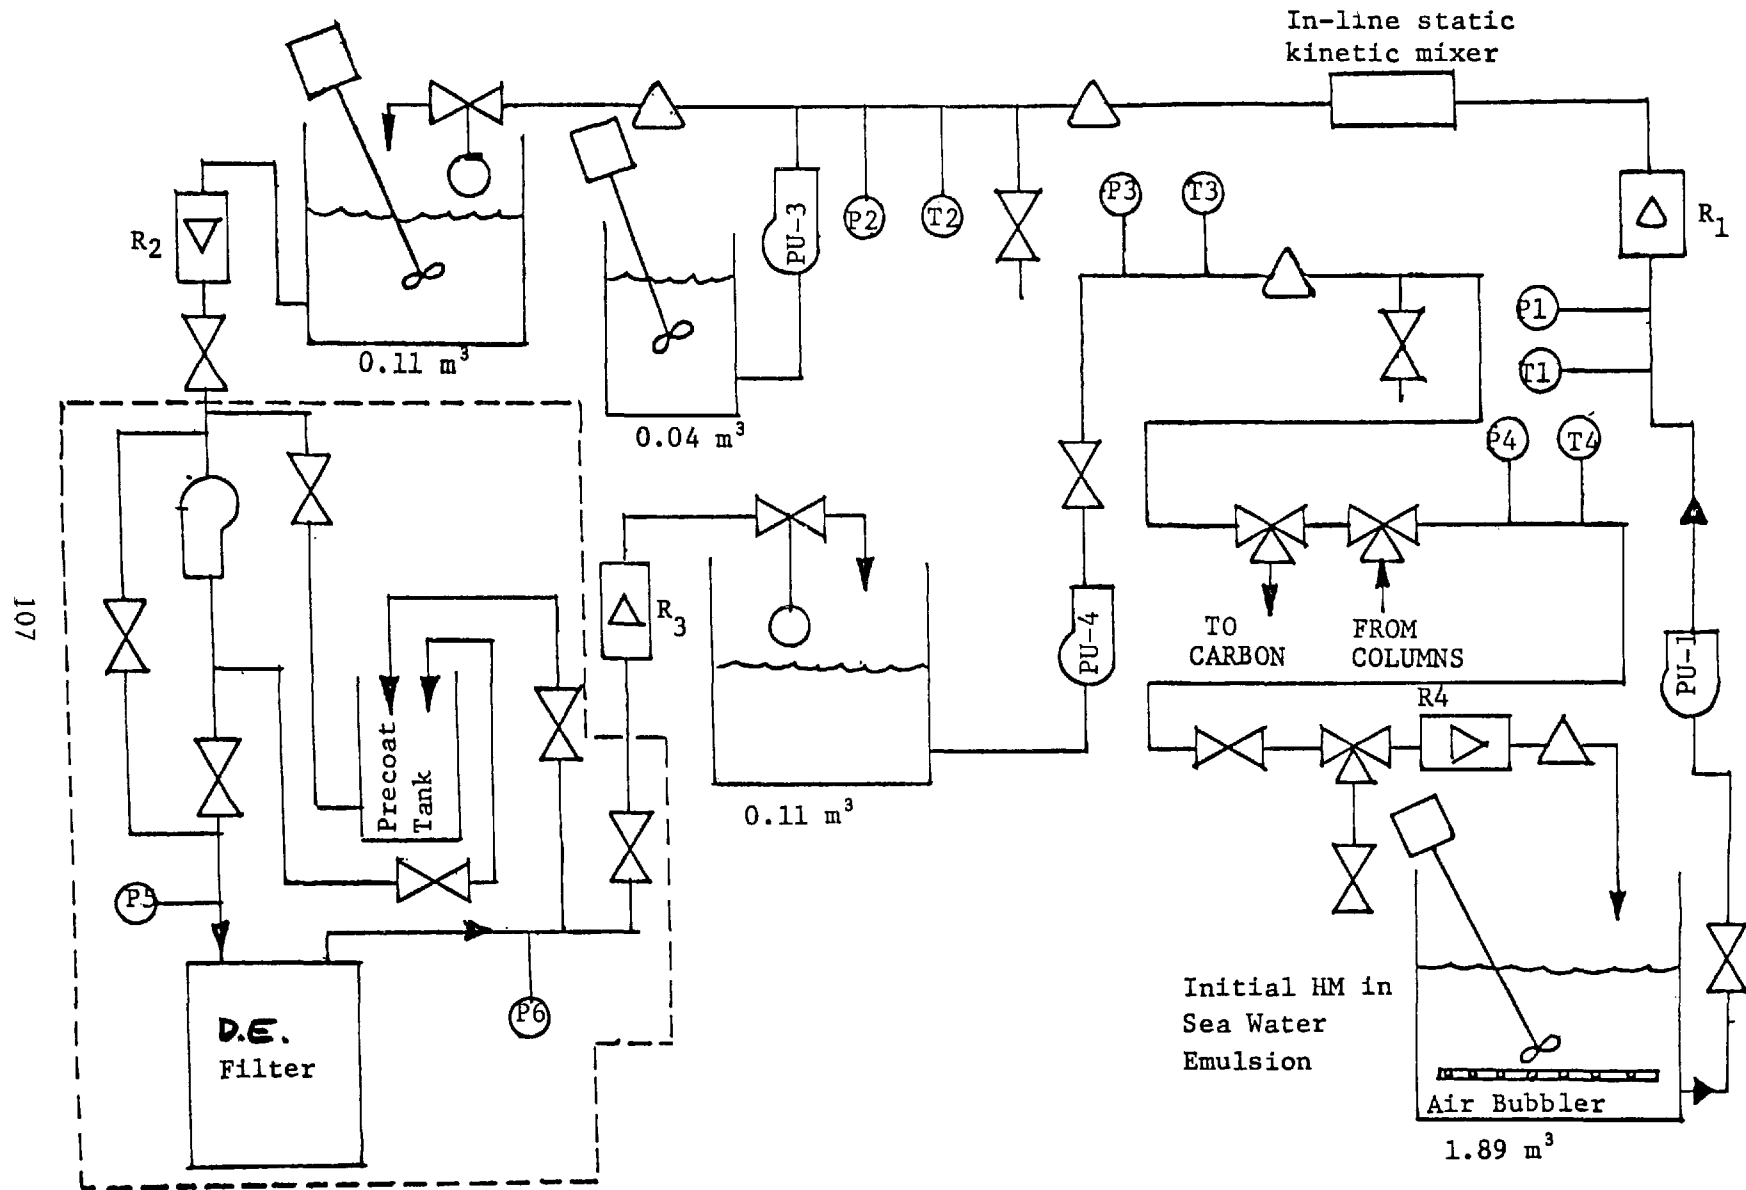 In-line static
kinetic mixer
R1
R2
PU-3
P2
T2
P3
T3
P1
T1
0.11 m³
0.04 m³
P4
T4
107
R3
PU-4
TO
CARBON
FROM
COLUMNS
PU-1
R4
Precoat
Tank
0.11 m³
P5
P6
D.E.
Filter
Initial HM in
Sea Water
Emulsion
Air Bubbler
1.89 m³